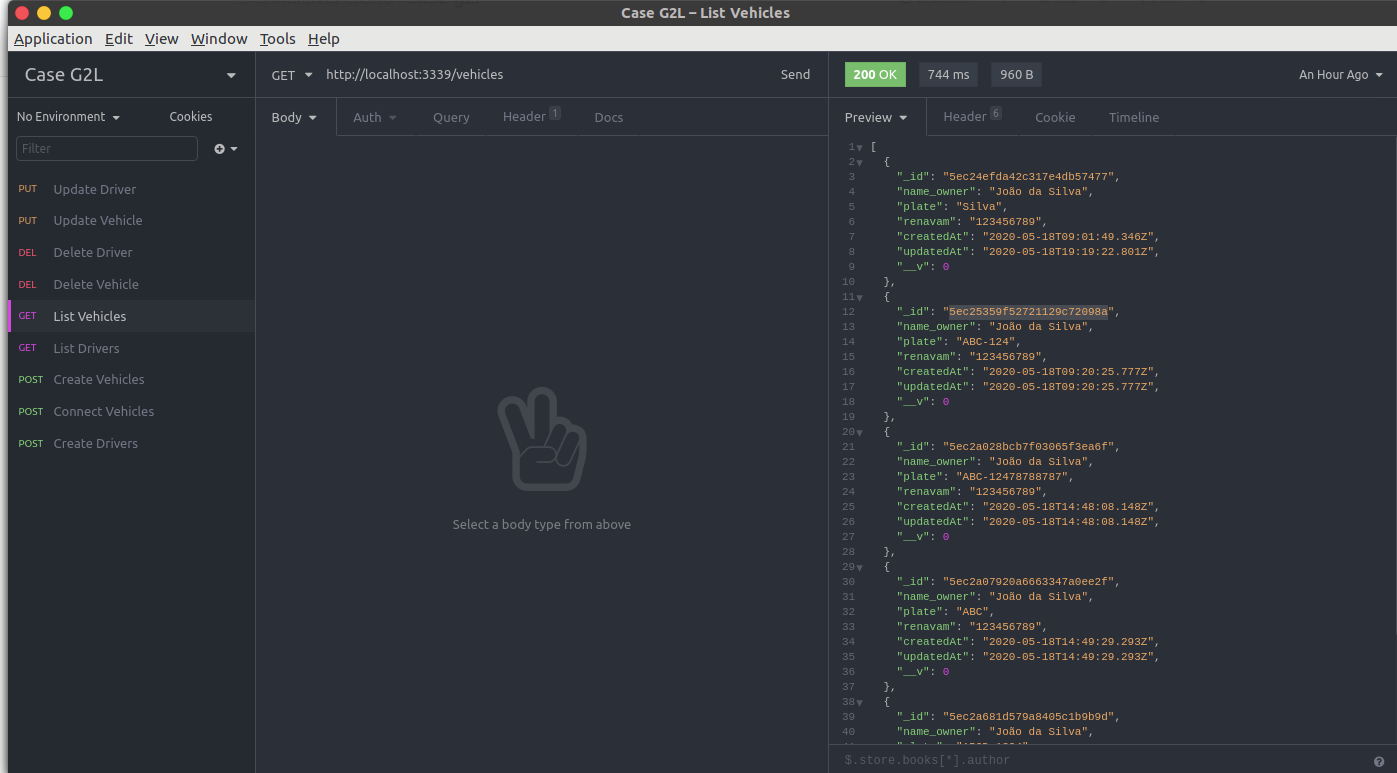 Case G2L – List Vehicles
Application Edit View Window Tools Help
Case G2L
GET http://localhost:3339/vehicles Send
200 OK 744 ms 960 B An Hour Ago
No Environment Cookies
Body Auth Query Header 1 Docs
Preview Header 6 Cookie Timeline
Filter
PUT Update Driver
PUT Update Vehicle
DEL Delete Driver
DEL Delete Vehicle
GET List Vehicles
GET List Drivers
POST Create Vehicles
POST Connect Vehicles
POST Create Drivers
Select a body type from above
1 [
2 {
3 "_id": "5ec24efda42c317e4db57477",
4 "name_owner": "João da Silva",
5 "plate": "Silva",
6 "renavam": "123456789",
7 "createdAt": "2020-05-18T09:01:49.346Z",
8 "updatedAt": "2020-05-18T19:19:22.801Z",
9 "__v": 0
10 },
11 {
12 "_id": "5ec25359f52721129c72098a",
13 "name_owner": "João da Silva",
14 "plate": "ABC-124",
15 "renavam": "123456789",
16 "createdAt": "2020-05-18T09:20:25.777Z",
17 "updatedAt": "2020-05-18T09:20:25.777Z",
18 "__v": 0
19 },
20 {
21 "_id": "5ec2a028bcb7f03065f3ea6f",
22 "name_owner": "João da Silva",
23 "plate": "ABC-12478788787",
24 "renavam": "123456789",
25 "createdAt": "2020-05-18T14:48:08.148Z",
26 "updatedAt": "2020-05-18T14:48:08.148Z",
27 "__v": 0
28 },
29 {
30 "_id": "5ec2a07920a6663347a0ee2f",
31 "name_owner": "João da Silva",
32 "plate": "ABC",
33 "renavam": "123456789",
34 "createdAt": "2020-05-18T14:49:29.293Z",
35 "updatedAt": "2020-05-18T14:49:29.293Z",
36 "__v": 0
37 },
38 {
39 "_id": "5ec2a681d579a8405c1b9b9d",
40 "name_owner": "João da Silva",
$.store.books[*].author